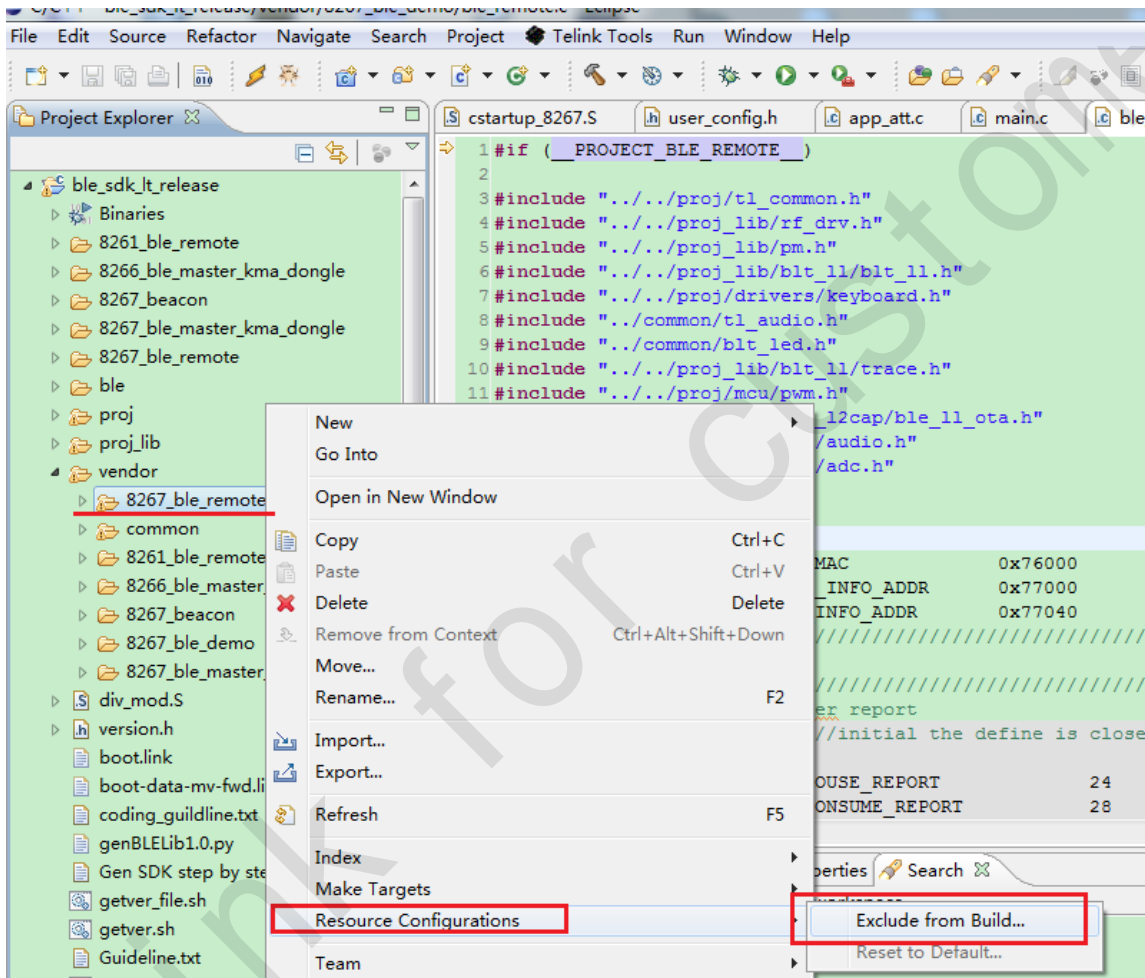 C/C++ - ble_sdk_lt_release/vendor/8267_ble_demo/ble_remote.c - Eclipse
File Edit Source Refactor Navigate Search Project Telink Tools Run Window Help
Project Explorer
cstartup_8267.S user_config.h app_att.c main.c ble
ble_sdk_lt_release
Binaries
8261_ble_remote
8266_ble_master_kma_dongle
8267_beacon
8267_ble_master_kma_dongle
8267_ble_remote
ble
proj
proj_lib
vendor
8267_ble_remote
common
8261_ble_remote
8266_ble_master
8267_beacon
8267_ble_demo
8267_ble_master
div_mod.S
version.h
boot.link
boot-data-mv-fwd.li
coding_guildline.txt
genBLELib1.0.py
Gen SDK step by ste
getver_file.sh
getver.sh
Guideline.txt
1 #if (__PROJECT_BLE_REMOTE__)
2
3 #include "../../proj/tl_common.h"
4 #include "../../proj_lib/rf_drv.h"
5 #include "../../proj_lib/pm.h"
6 #include "../../proj_lib/blt_ll/blt_ll.h"
7 #include "../../proj/drivers/keyboard.h"
8 #include "../common/tl_audio.h"
9 #include "../common/blt_led.h"
10 #include "../../proj_lib/blt_ll/trace.h"
11 #include "../../proj/mcu/pwm.h"
_l2cap/ble_ll_ota.h"
/audio.h"
/adc.h"
MAC 0x76000
_INFO_ADDR 0x77000
INFO_ADDR 0x77040
/////////////////////////////
/////////////////////////////
er report
//initial the define is close
OUSE_REPORT 24
ONSUME_REPORT 28
perties Search
New
Go Into
Open in New Window
Copy Ctrl+C
Paste Ctrl+V
Delete Delete
Remove from Context Ctrl+Alt+Shift+Down
Move...
Rename... F2
Import...
Export...
Refresh F5
Index
Make Targets
Resource Configurations
Team
Exclude from Build...
Reset to Default...
ink for custome